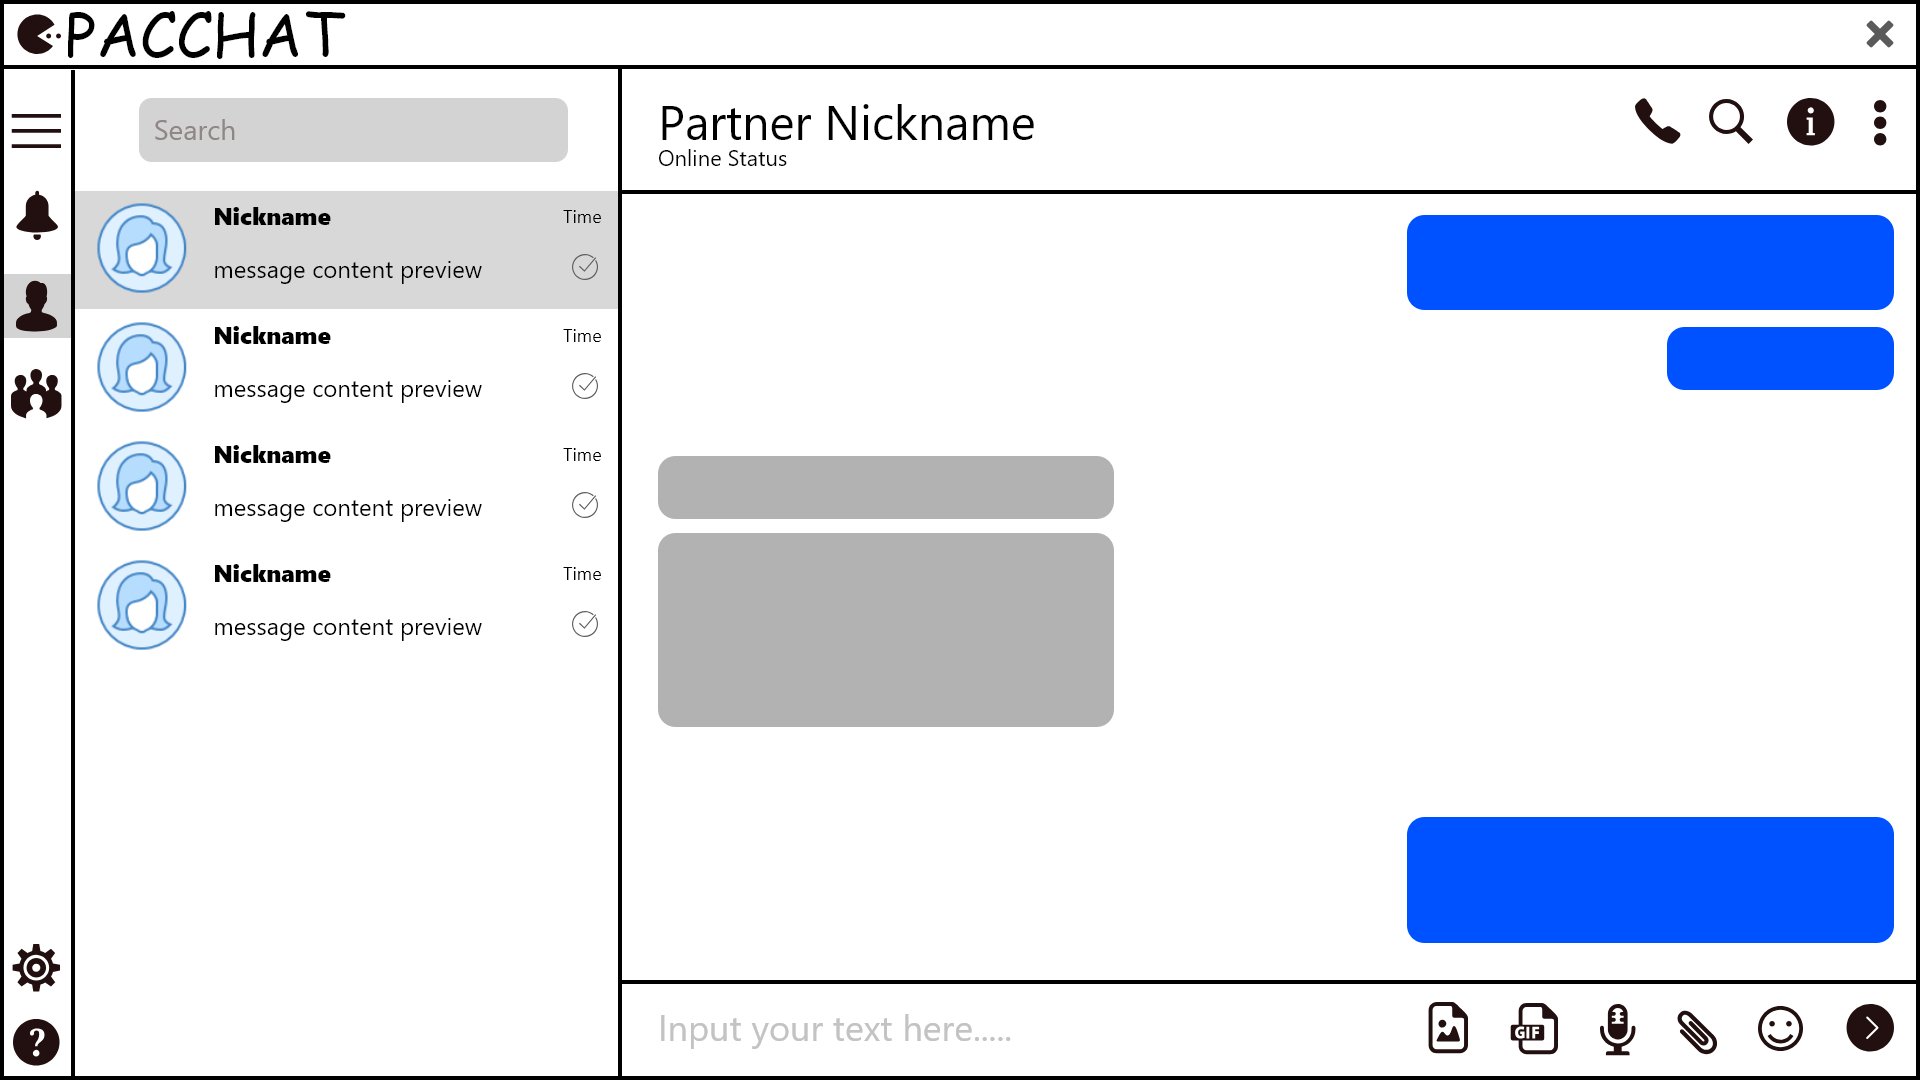 PACCHAT
Search
Nickname
Time
message content preview
Nickname
Time
message content preview
Nickname
Time
message content preview
Nickname
Time
message content preview
Partner Nickname
Online Status
i
Input your text here.....
GIF
?